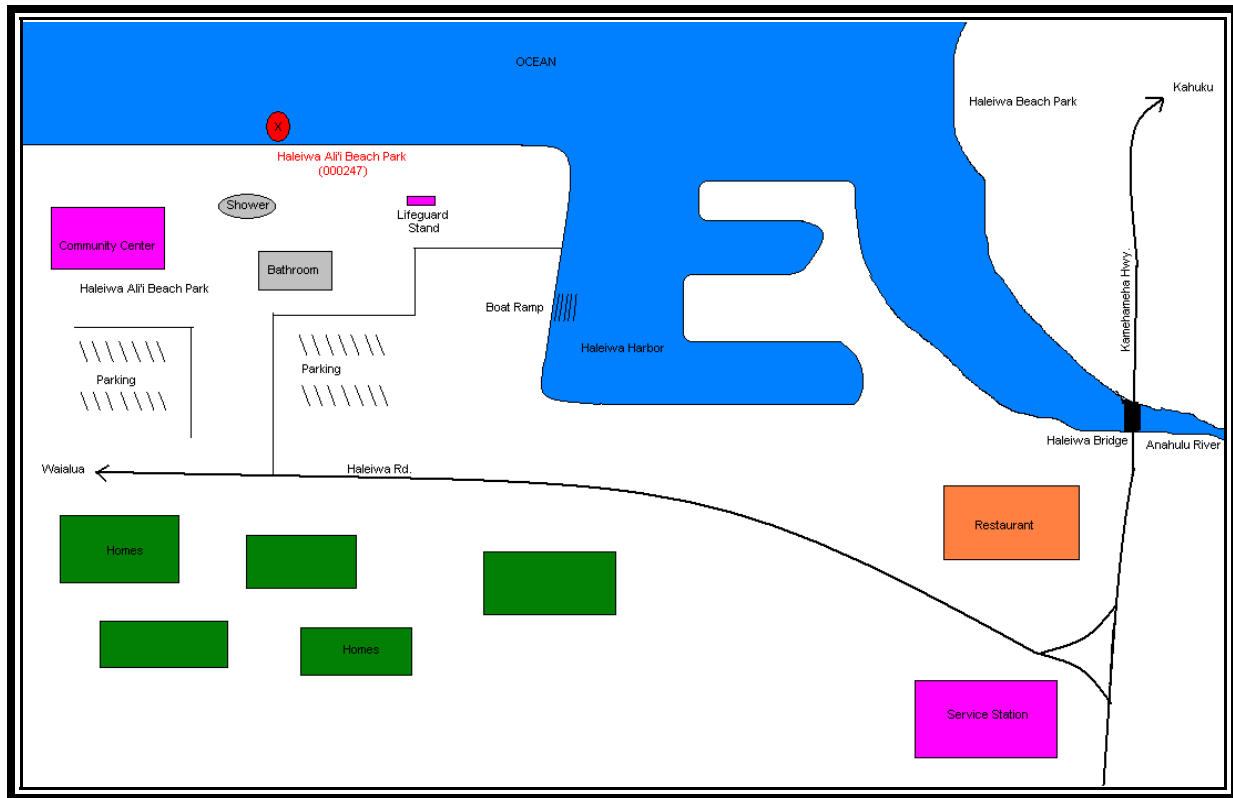 OCEAN
Kahuku
Haleiwa Beach Park
X
Haleiwa Ali'i Beach Park
(000247)
Shower
Lifeguard
Stand
Community Center
Bathroom
Haleiwa Ali'i Beach Park
Kamehameha Hwy.
Boat Ramp
Haleiwa Harbor
Parking
Parking
Haleiwa Bridge
Anahulu River
Waialua
Haleiwa Rd.
Restaurant
Homes
Homes
Service Station